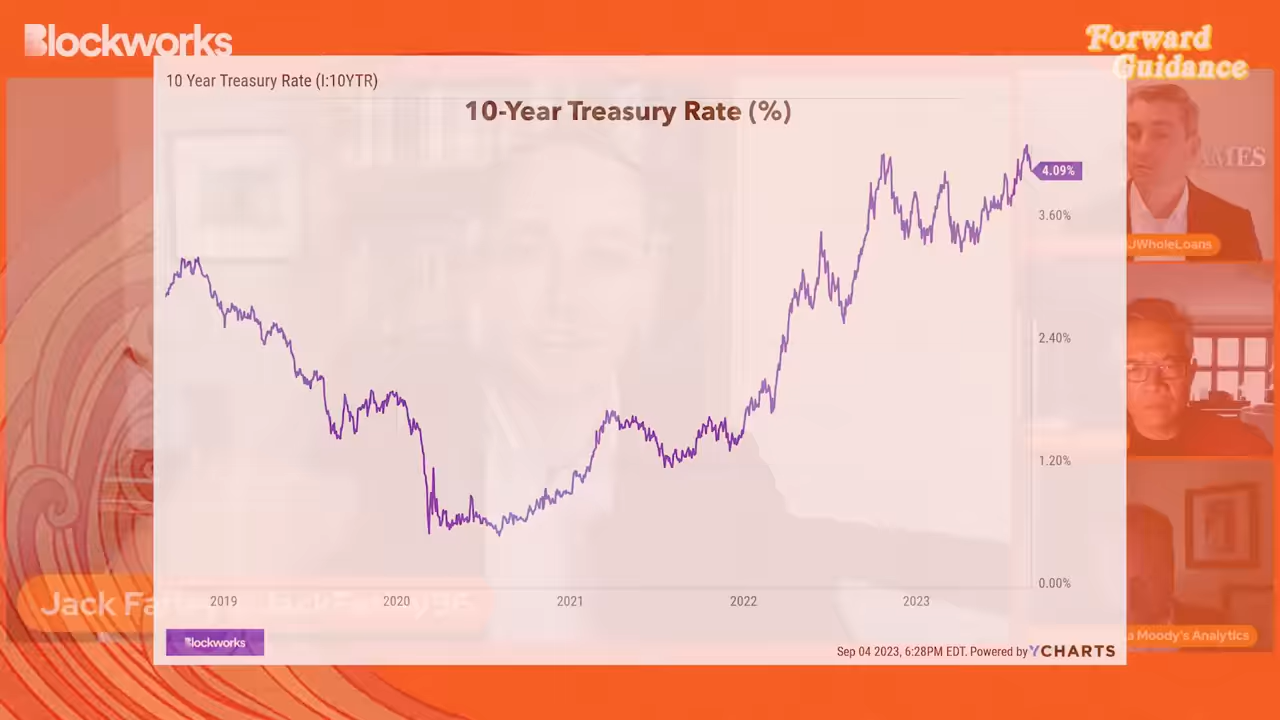 Blockworks
Forward
Guidance
10 Year Treasury Rate (I:10YTR)
10-Year Treasury Rate (%)
4.09%
3.60%
2.40%
1.20%
0.00%
2019
2020
2021
2022
2023
AMES
JWholeLoans
Jack Fa
a Moody's Analytics
Blockworks
Sep 04 2023, 6:28PM EDT. Powered by YCHARTS